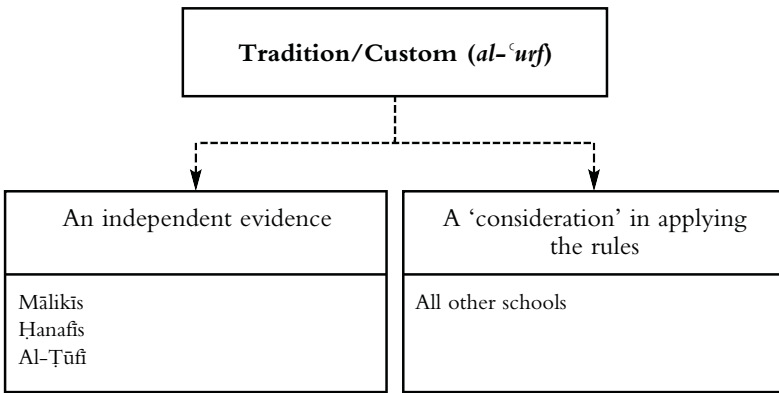 Tradition/Custom (al-ʿurf)
An independent evidence
Mālikīs
Ḥanafīs
Al-Ṭūfī
A ‘consideration’ in applying
the rules
All other schools